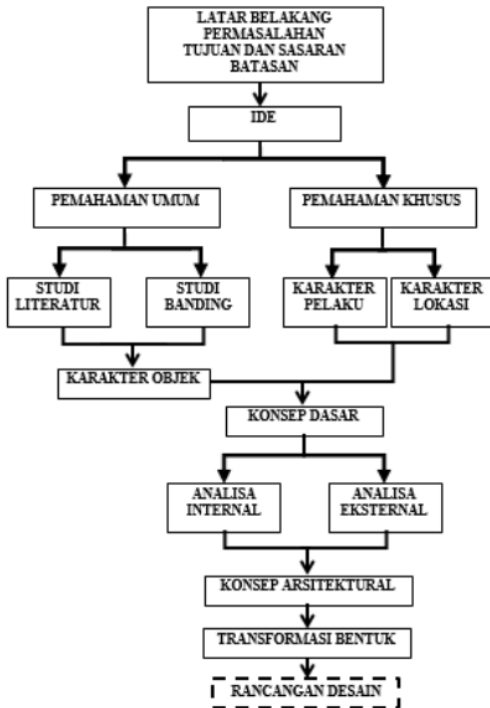 LATAR BELAKANG
PERMASALAHAN
TUJUAN DAN SASARAN
BATASAN
IDE
PEMAHAMAN UMUM
PEMAHAMAN KHUSUS
STUDI
LITERATUR
STUDI
BANDING
KARAKTER
PELAKU
KARAKTER
LOKASI
KARAKTER OBJEK
KONSEP DASAR
ANALISA
INTERNAL
ANALISA
EKSTERNAL
KONSEP ARSITEKTURAL
TRANSFORMASI BENTUK
RANCANGAN DESAIN